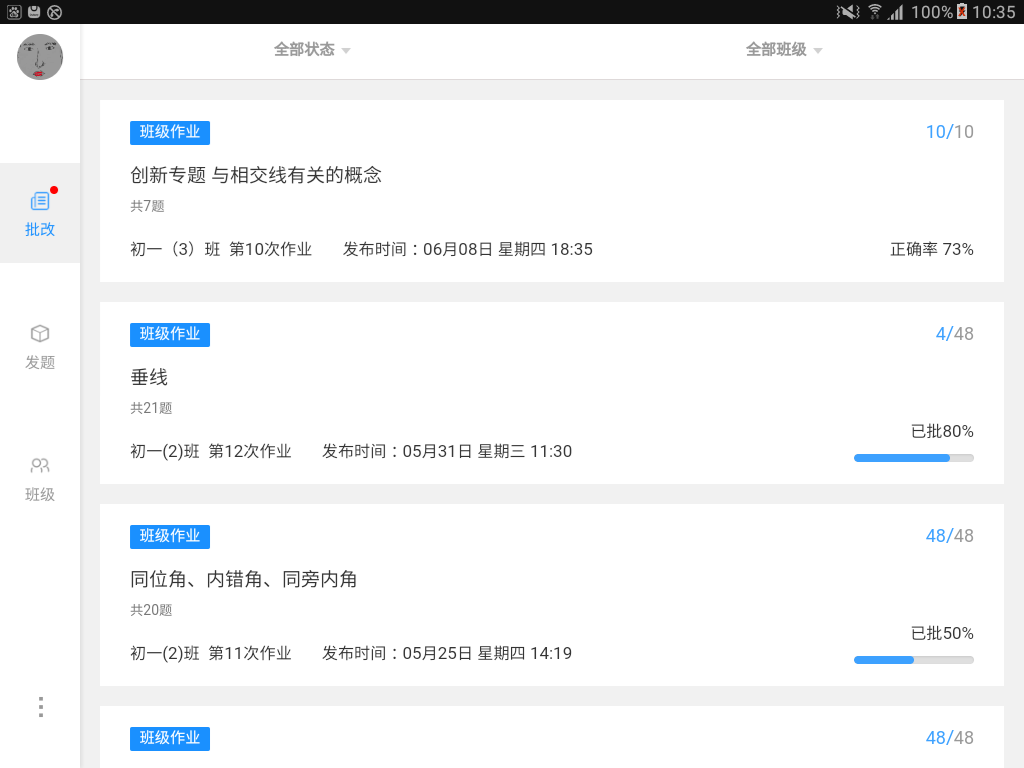 100% 10:35
全部状态 全部班级
班级作业 10/10
创新专题 与相交线有关的概念
共7题
初一（3）班 第10次作业 发布时间：06月08日 星期四 18:35 正确率 73%
批改
班级作业 4/48
垂线
共21题
已批80%
初一(2)班 第12次作业 发布时间：05月31日 星期三 11:30
发题
班级
班级作业 48/48
同位角、内错角、同旁内角
共20题
已批50%
初一(2)班 第11次作业 发布时间：05月25日 星期四 14:19
班级作业 48/48